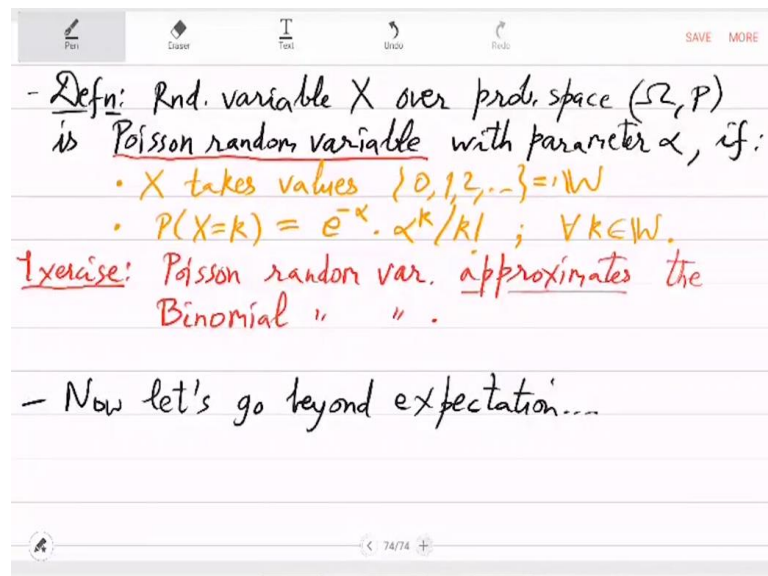 Pen Eraser Text Undo Redo SAVE MORE
- Defn: Rnd. variable X over prob. space (Ω, P)
is Poisson random variable with parameter α, if:
• X takes values {0,1,2,...}=:𝕎
• P(X=k) = e^{-α} · α^k/k! ; ∀ k∈𝕎.
Exercise: Poisson random var. approximates the
Binomial " " .
- Now let's go beyond expectation....
< 74/74 +